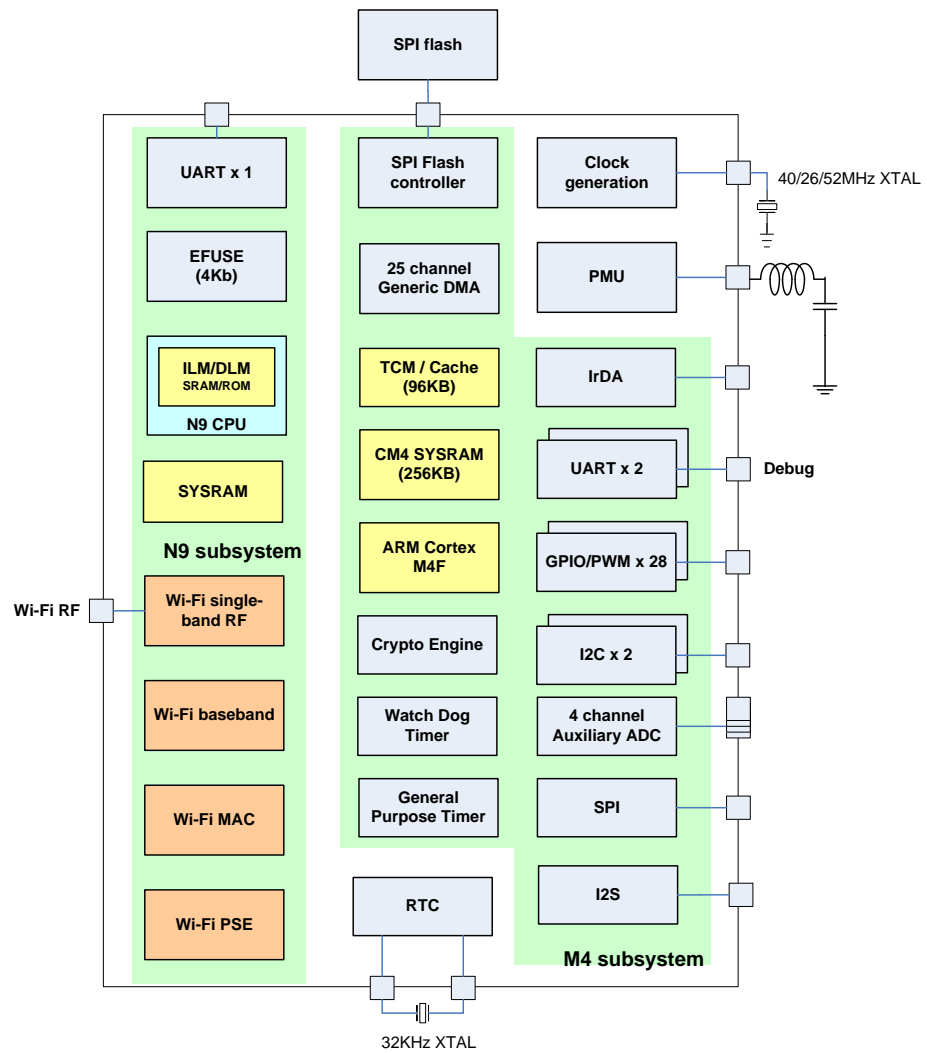 SPI flash
UART x 1
EFUSE
(4Kb)
ILM/DLM
SRAM/ROM
N9 CPU
SYSRAM
N9 subsystem
Wi-Fi RF
Wi-Fi single-
band RF
Wi-Fi baseband
Wi-Fi MAC
Wi-Fi PSE
SPI Flash
controller
25 channel
Generic DMA
TCM / Cache
(96KB)
CM4 SYSRAM
(256KB)
ARM Cortex
M4F
Crypto Engine
Watch Dog
Timer
General
Purpose Timer
RTC
32KHz XTAL
Clock
generation
40/26/52MHz XTAL
PMU
IrDA
UART x 2
Debug
GPIO/PWM x 28
I2C x 2
4 channel
Auxiliary ADC
SPI
I2S
M4 subsystem